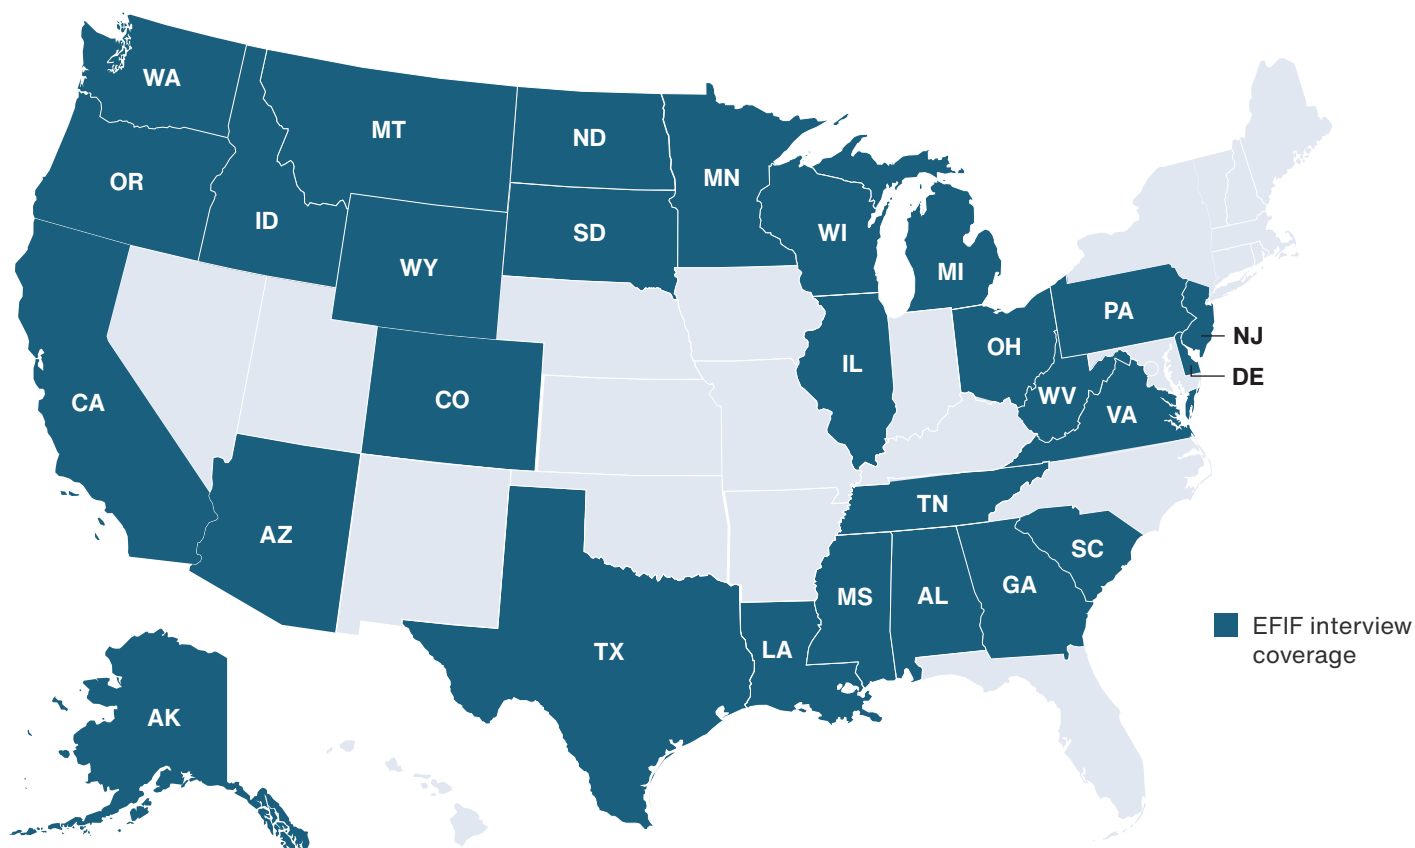 WA
MT
ND
MN
OR
ID
SD
WI
WY
MI
PA
NJ
OH
IL
DE
CO
WV
CA
VA
TN
AZ
SC
GA
MS
AL
EFIF interview
coverage
TX
LA
AK